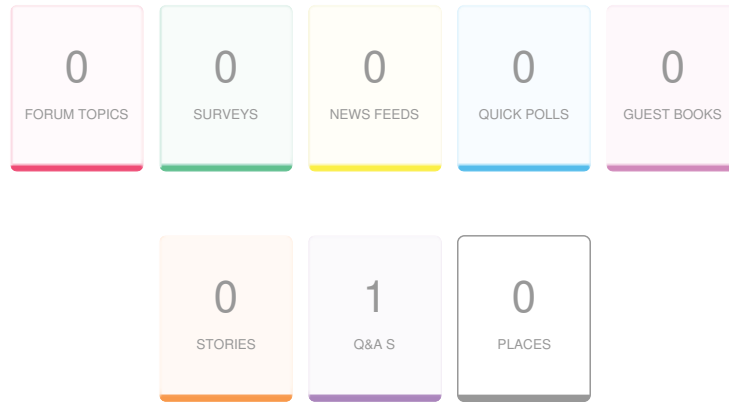 0 0 0 0 0
FORUM TOPICS SURVEYS NEWS FEEDS QUICK POLLS GUEST BOOKS
0 1 0
STORIES Q&A S PLACES